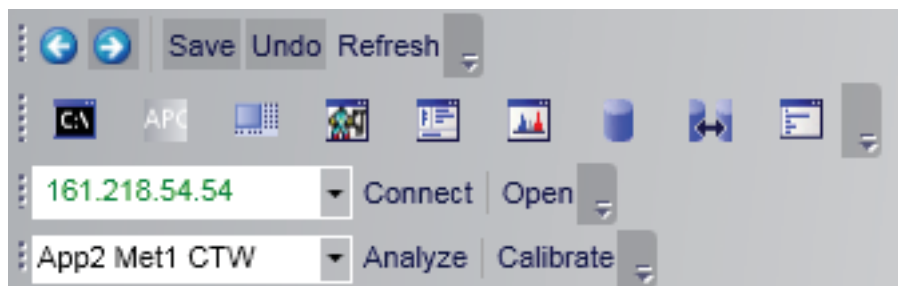 Save Undo Refresh
C:\ APC
161.218.54.54 Connect Open
App2 Met1 CTW Analyze Calibrate